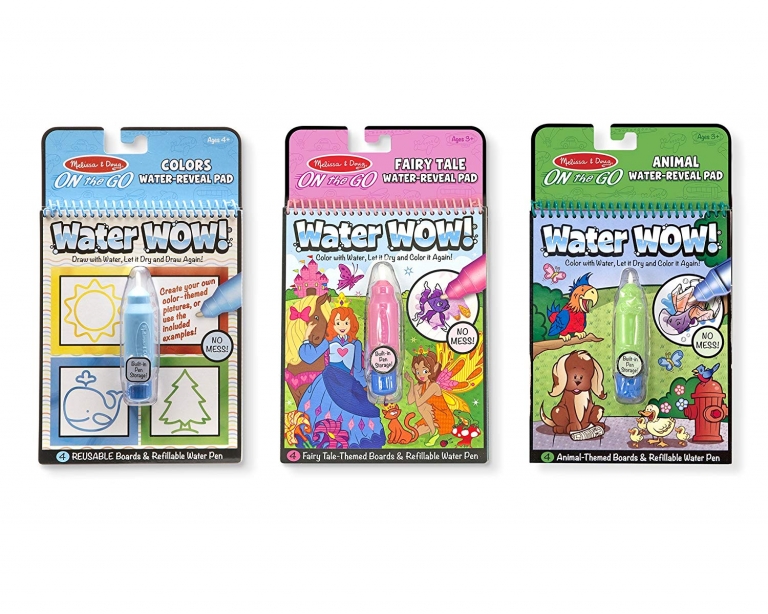 Ages 4+
Melissa & Doug
ON the GO
COLORS
WATER-REVEAL PAD
Water WOW!
Draw with Water, Let it Dry and Draw Again!
Create your own
color-themed
pictures, or
use the
included
examples!
NO
MESS!
Built-in
Pen
Storage!
4 REUSABLE Boards & Refillable Water Pen
Ages 3+
Melissa & Doug
ON the GO
FAIRY TALE
WATER-REVEAL PAD
Water WOW!
Color with Water, Let it Dry and Color it Again!
NO
MESS!
Built-in
Pen
Storage!
4 Fairy Tale-Themed Boards & Refillable Water Pen
Ages 3+
Melissa & Doug
ON the GO
ANIMAL
WATER-REVEAL PAD
Water WOW!
Color with Water, Let it Dry and Color it Again!
NO
MESS!
Built-in
Pen
Storage!
4 Animal-Themed Boards & Refillable Water Pen